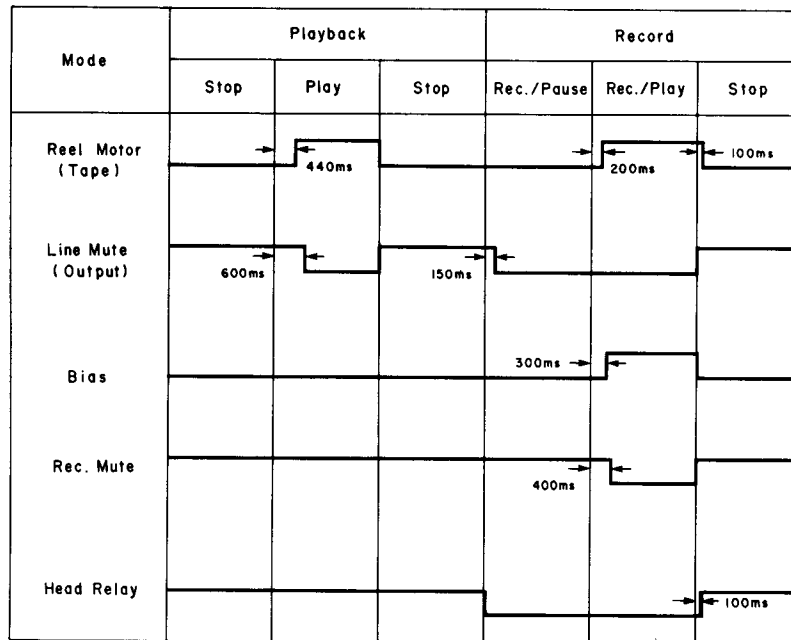 Mode
Playback
Record
Stop
Play
Stop
Rec./Pause
Rec./Play
Stop
Reel Motor
(Tape)
440ms
200ms
100ms
Line Mute
(Output)
600ms
150ms
Bias
300ms
Rec. Mute
400ms
Head Relay
100ms